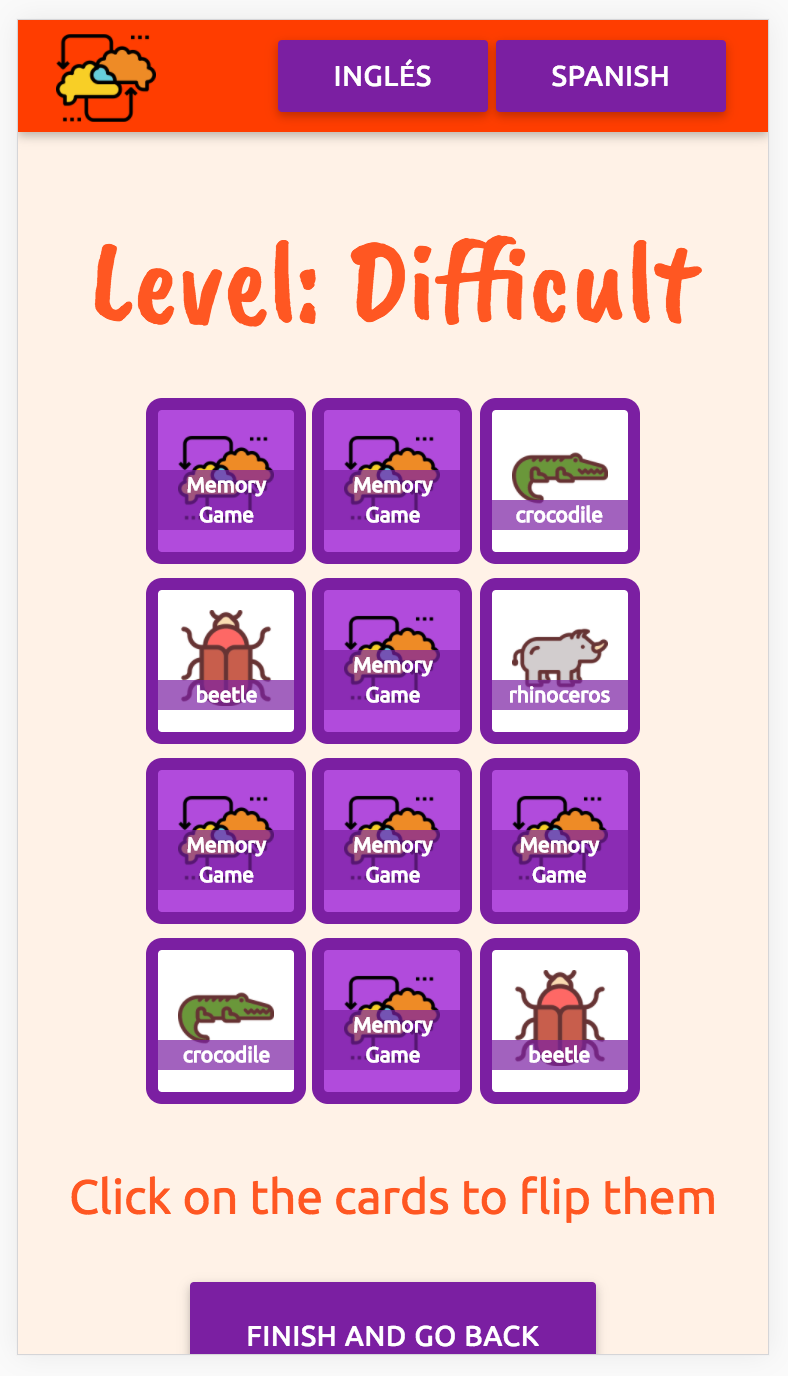 INGLÉS SPANISH
Level: Difficult
Memory Game
Memory Game
crocodile
beetle
Memory Game
rhinoceros
Memory Game
Memory Game
Memory Game
crocodile
Memory Game
beetle
Click on the cards to flip them
FINISH AND GO BACK